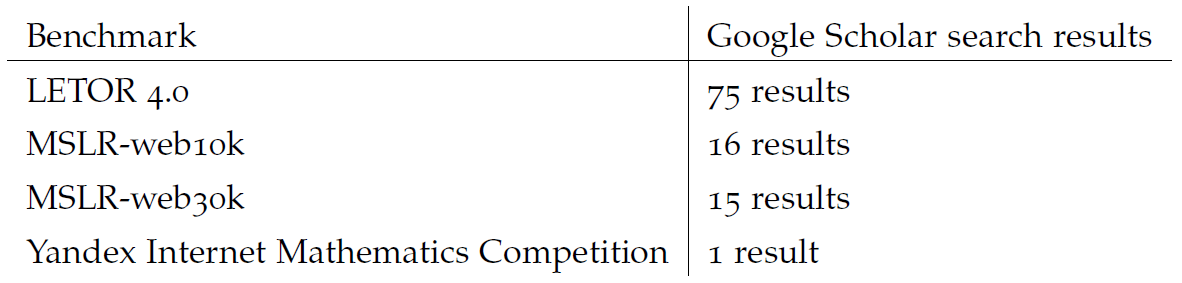 Benchmark Google Scholar search results
LETOR 4.0 75 results
MSLR-web10k 16 results
MSLR-web30k 15 results
Yandex Internet Mathematics Competition 1 result